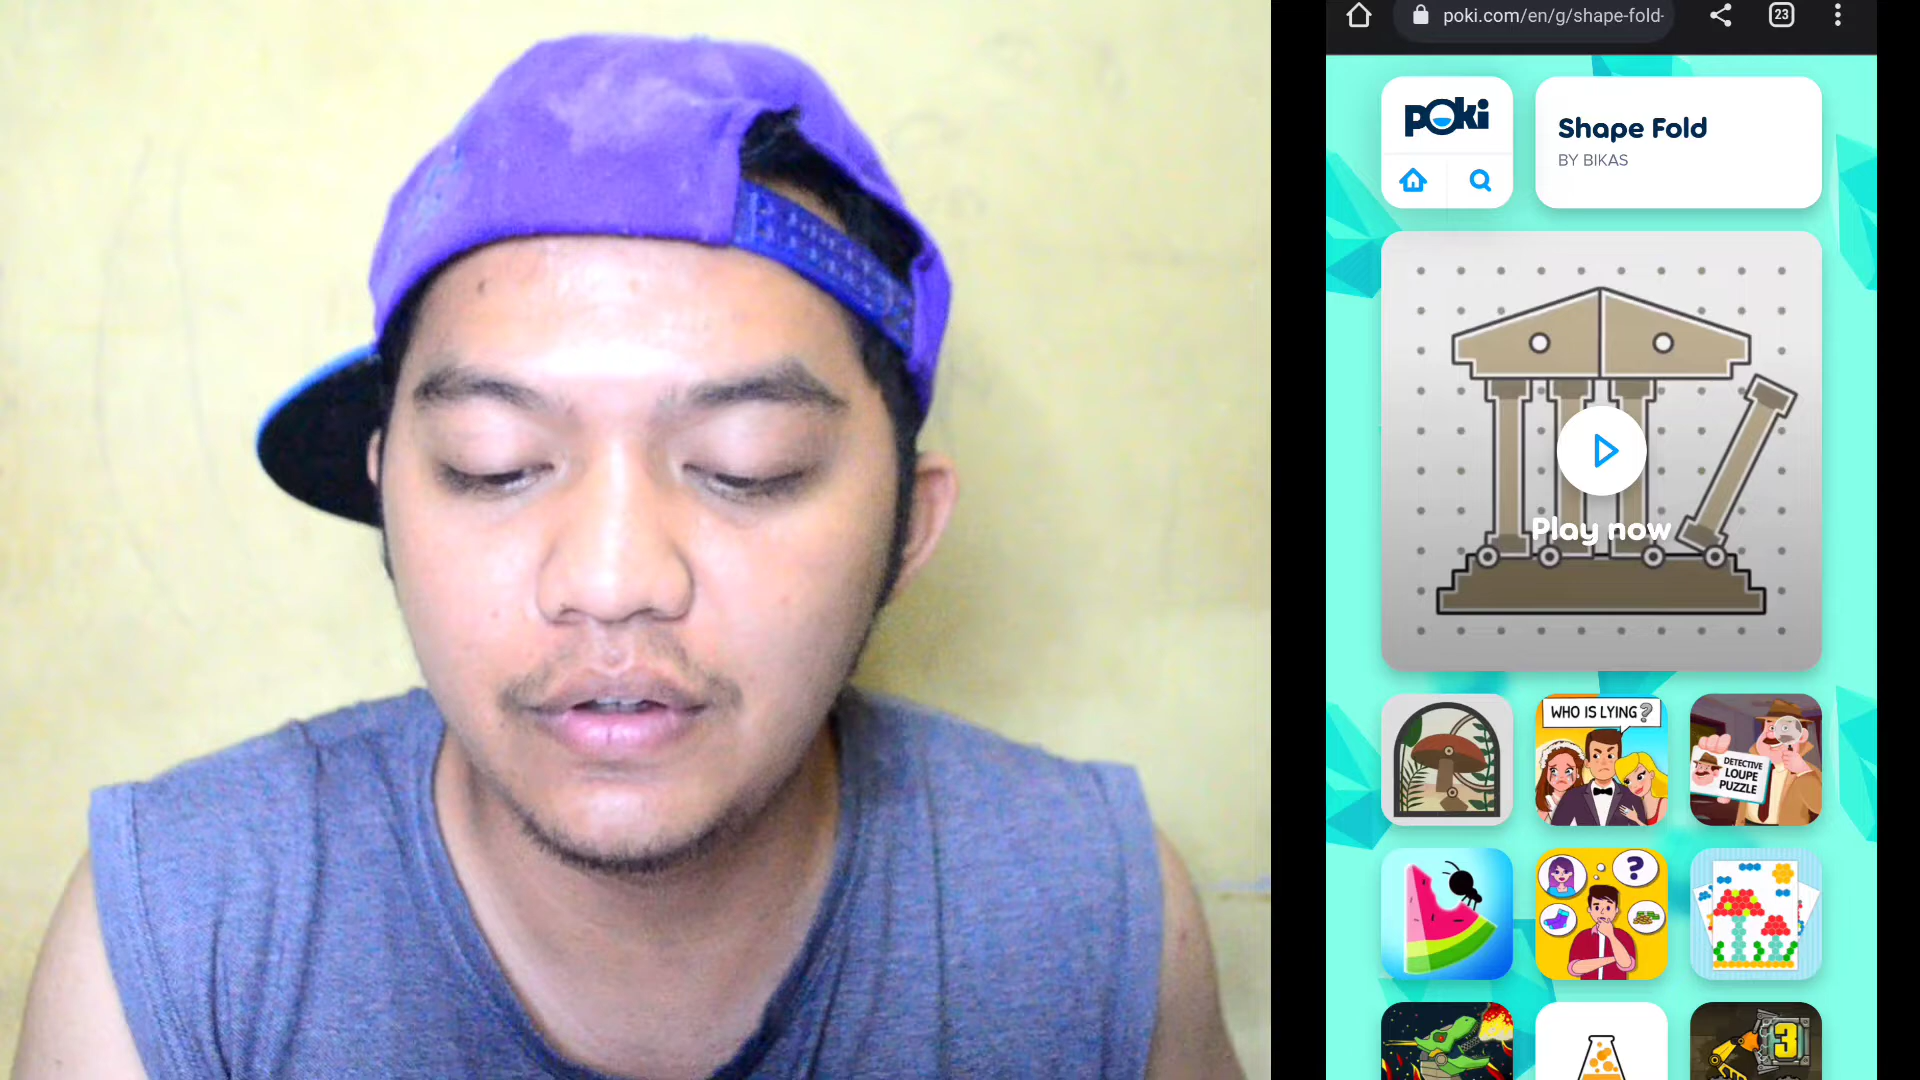 poki.com/en/g/shape-fold-
23
poki
Shape Fold
BY BIKAS
Play now
WHO IS LYING?
DETECTIVE
LOUPE
PUZZLE
?
3